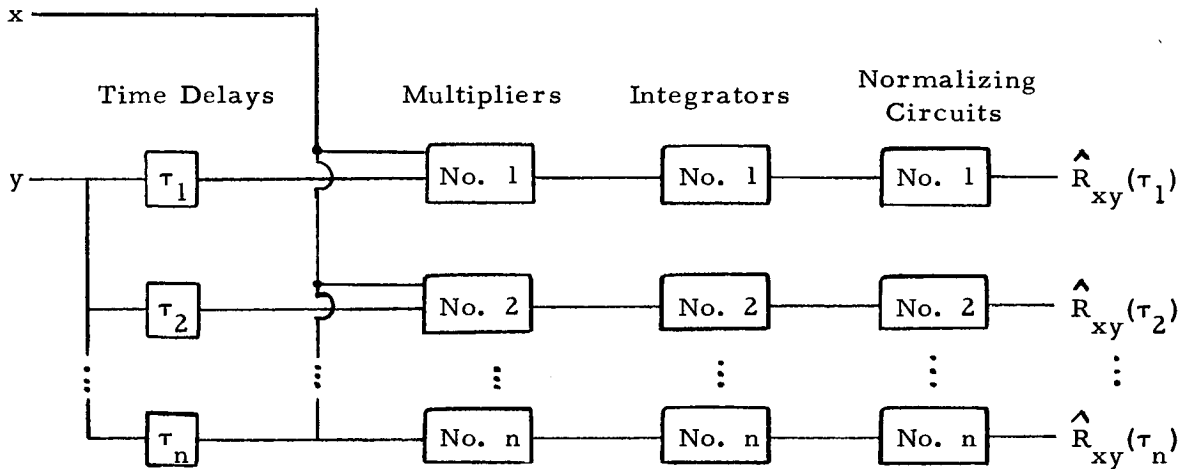 x
Time Delays Multipliers Integrators Normalizing Circuits
y τ₁ No. 1 No. 1 No. 1 R̂xy(τ₁)
τ₂ No. 2 No. 2 No. 2 R̂xy(τ₂)
τₙ No. n No. n No. n R̂xy(τₙ)